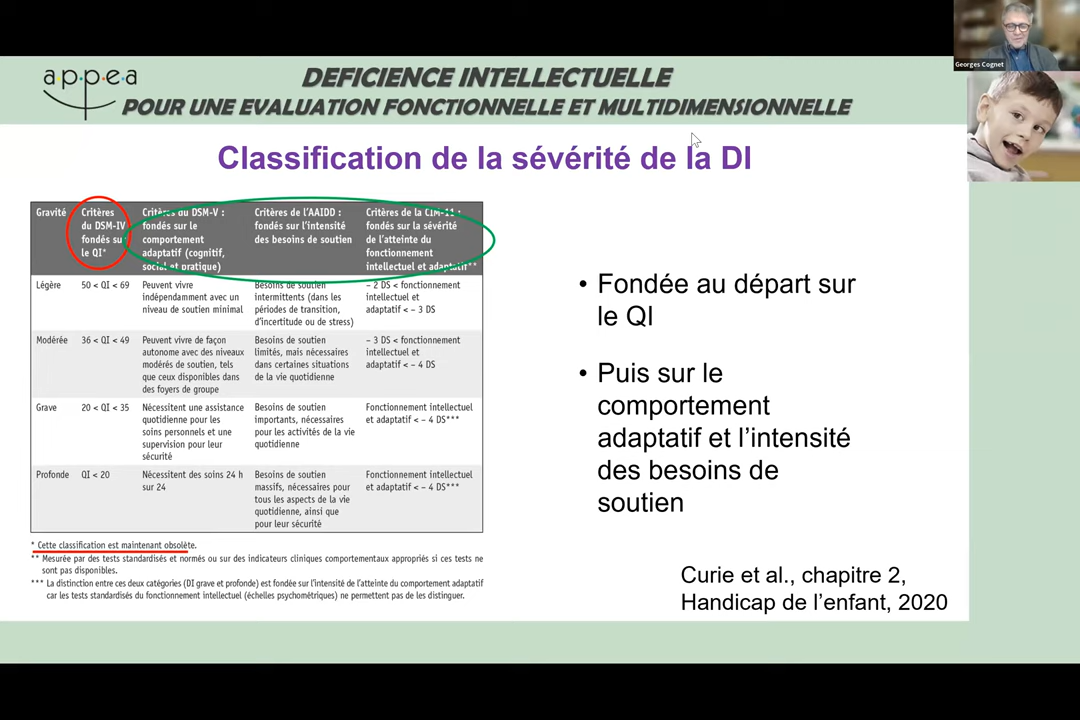 Georges Cognet
appea
DEFICIENCE INTELLECTUELLE
POUR UNE EVALUATION FONCTIONNELLE ET MULTIDIMENSIONNELLE
Classification de la sévérité de la DI
Gravité
Critères
du DSM-IV
fondés sur
le QI*
Critères du DSM-V :
fondés sur le
comportement
adaptatif (cognitif,
social et pratique)
Critères de l'AAIDD :
fondés sur l'intensité
des besoins de soutien
Critères de la CIM-11 :
fondés sur la sévérité
de l'atteinte du
fonctionnement
intellectuel et adaptatif**
Légère
50 < QI < 69
Peuvent vivre
indépendamment avec un
niveau de soutien minimal
Besoins de soutien
intermittents (dans les
périodes de transition,
d'incertitude ou de stress)
– 2 DS < fonctionnement
intellectuel et
adaptatif < – 3 DS
Modérée
36 < QI < 49
Peuvent vivre de façon
autonome avec des niveaux
modérés de soutien, tels
que ceux disponibles dans
des foyers de groupe
Besoins de soutien
limités, mais nécessaires
dans certaines situations
de la vie quotidienne
– 3 DS < fonctionnement
intellectuel et
adaptatif < – 4 DS
Grave
20 < QI < 35
Nécessitent une assistance
quotidienne pour les
soins personnels et une
supervision pour leur
sécurité
Besoins de soutien
importants, nécessaires
pour les activités de la vie
quotidienne
Fonctionnement intellectuel
et adaptatif < – 4 DS***
Profonde
QI < 20
Nécessitent des soins 24 h
sur 24
Besoins de soutien
massifs, nécessaires pour
tous les aspects de la vie
quotidienne, ainsi que
pour leur sécurité
Fonctionnement intellectuel
et adaptatif < – 4 DS***
* Cette classification est maintenant obsolète.
** Mesurée par des tests standardisés et normés ou sur des indicateurs cliniques comportementaux appropriés si ces tests ne
sont pas disponibles.
*** La distinction entre ces deux catégories (DI grave et profonde) est fondée sur l'intensité de l'atteinte du comportement adaptatif
car les tests standardisés du fonctionnement intellectuel (échelles psychométriques) ne permettent pas de les distinguer.
• Fondée au départ sur
le QI
• Puis sur le
comportement
adaptatif et l'intensité
des besoins de
soutien
Curie et al., chapitre 2,
Handicap de l'enfant, 2020